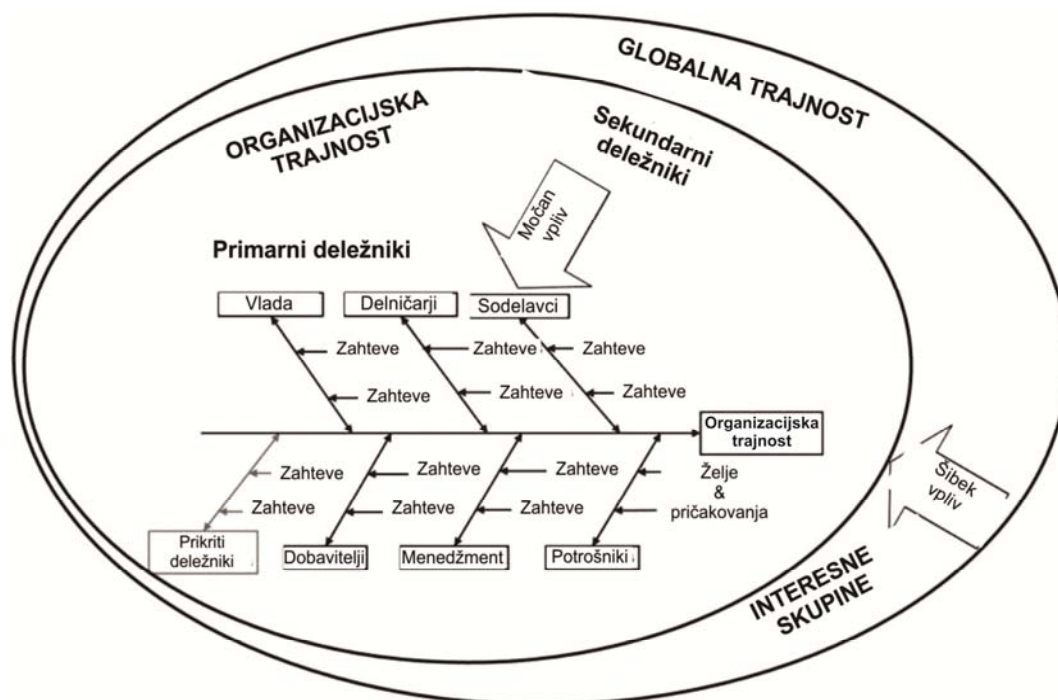 GLOBALNA TRAJNOST
ORGANIZACIJSKA
TRAJNOST
Sekundarni
deležniki
Močan
vpliv
Primarni deležniki
Vlada
Delničarji
Sodelavci
Zahteve
Zahteve
Zahteve
Zahteve
Zahteve
Zahteve
Organizacijska
trajnost
Zahteve
Zahteve
Zahteve
Želje
&
pričakovanja
Zahteve
Zahteve
Zahteve
Šibek
vpliv
Prikriti
deležniki
Dobavitelji
Menedžment
Potrošniki
INTERESNE
SKUPINE